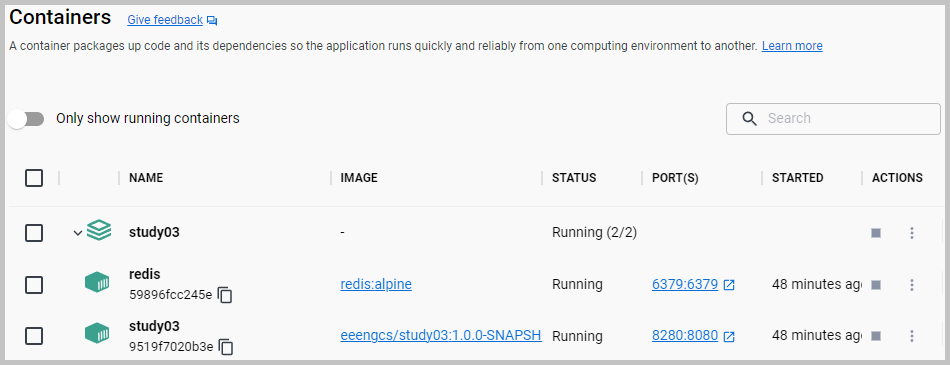 Containers Give feedback
A container packages up code and its dependencies so the application runs quickly and reliably from one computing environment to another. Learn more
Only show running containers
Search
NAME IMAGE STATUS PORT(S) STARTED ACTIONS
study03 - Running (2/2)
redis
redis:alpine Running 6379:6379 48 minutes ago
59896fcc245e
study03
eeengcs/study03:1.0.0-SNAPSH Running 8280:8080 48 minutes ago
9519f7020b3e